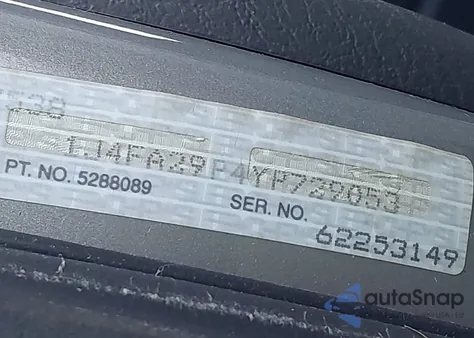 1J4FA29P4YP729053
PT. NO. 5288089
SER. NO.
62253149
autoSnap